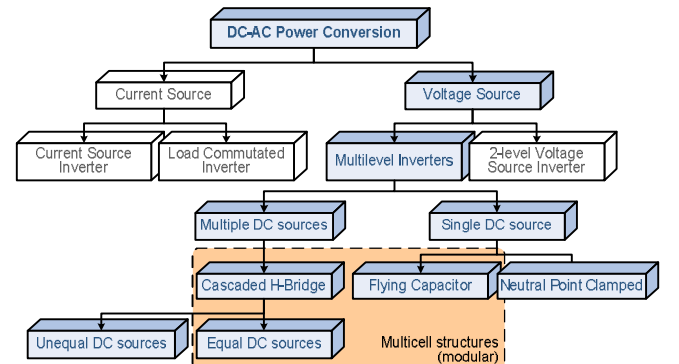 DC-AC Power Conversion
Current Source
Voltage Source
Current Source
Inverter
Load Commutated
Inverter
Multilevel Inverters
2-level Voltage
Source Inverter
Multiple DC sources
Single DC source
Cascaded H-Bridge
Flying Capacitor
Neutral Point Clamped
Unequal DC sources
Equal DC sources
Multicell structures
(modular)